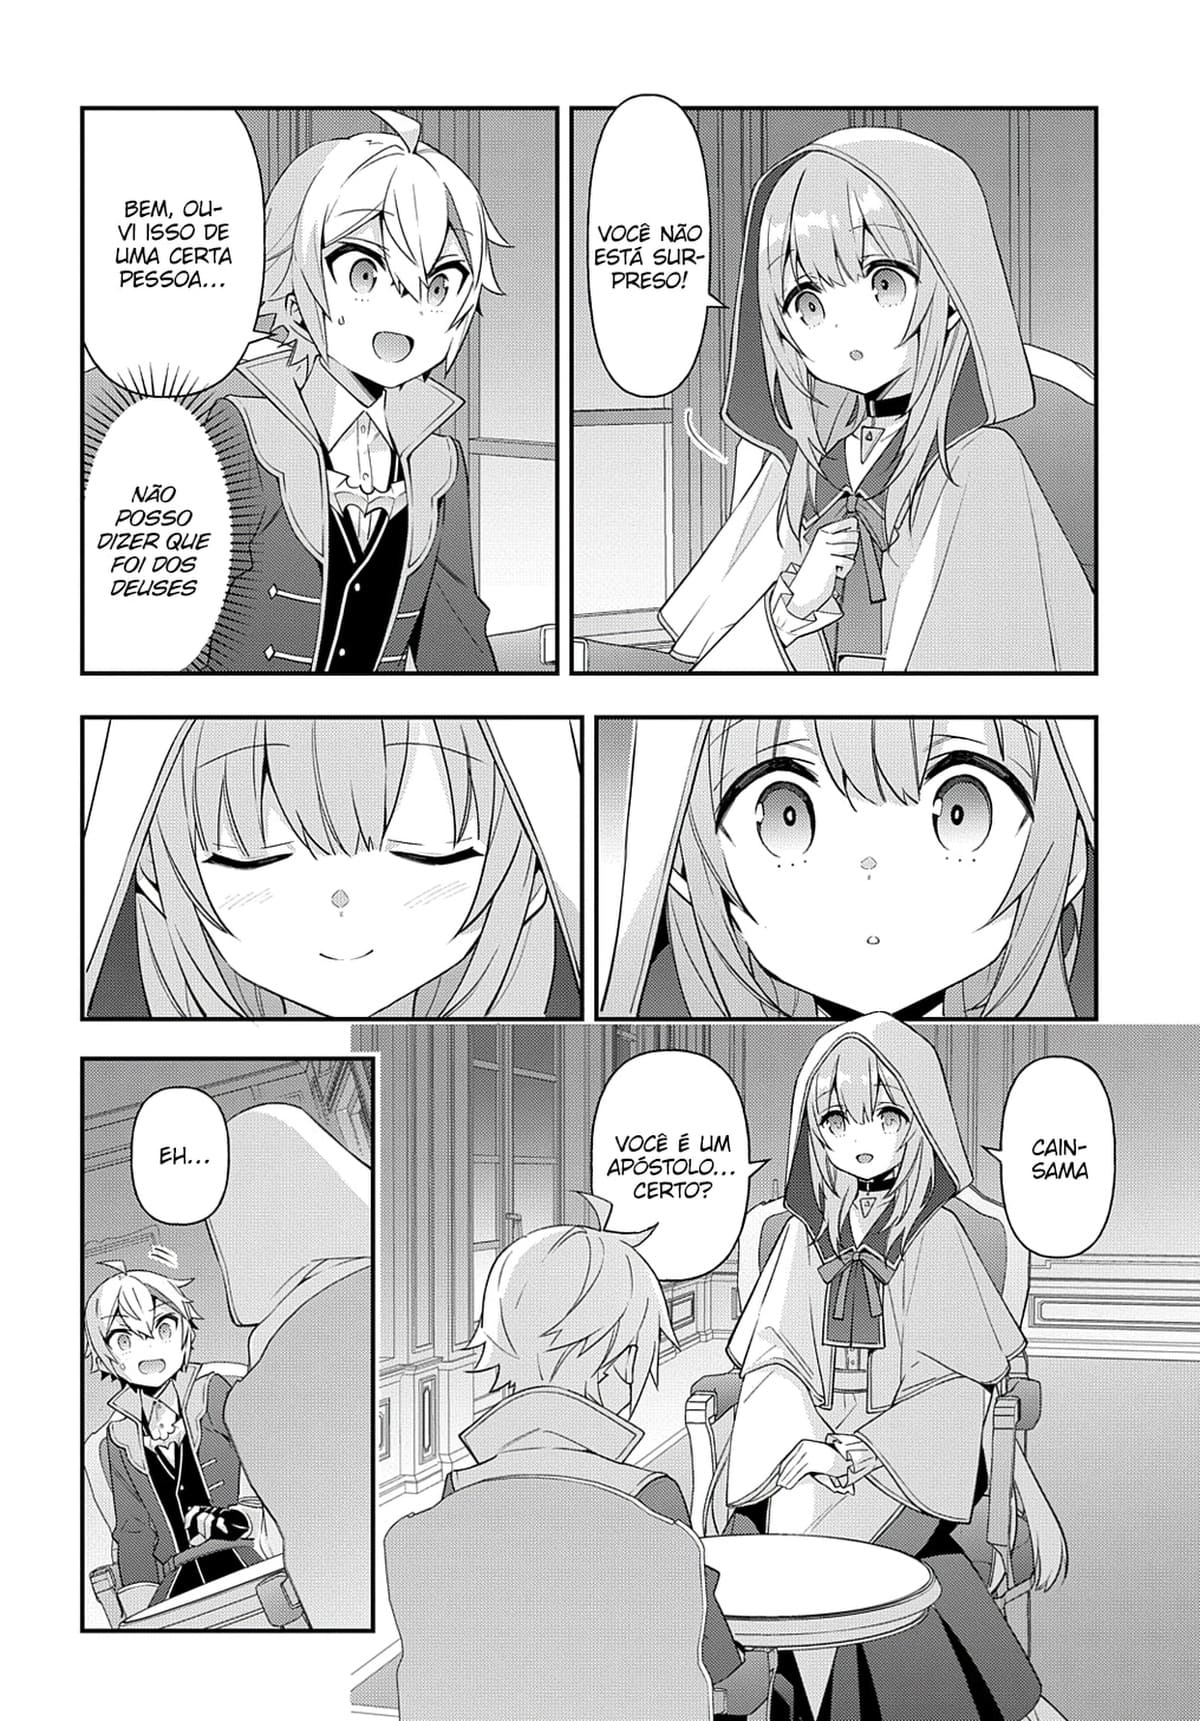 VOCÊ NÃO
ESTÁ SUR-
PRESO!
BEM, OU-
VI ISSO DE
UMA CERTA
PESSOA...
NÃO
POSSO
DIZER QUE
FOI DOS
DEUSES
CAIN-
SAMA
VOCÊ É UM
APÓSTOLO...
CERTO?
EH...